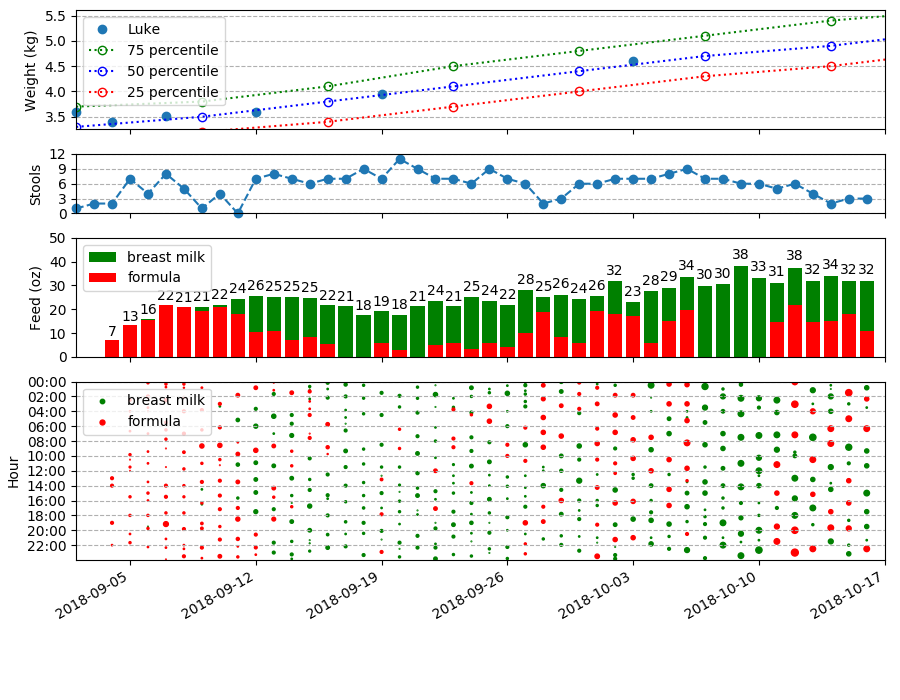 Weight (kg)
5.5
5.0
4.5
4.0
3.5
Luke
75 percentile
50 percentile
25 percentile
Stools
12
9
6
3
0
Feed (oz)
50
40
30
20
10
0
breast milk
formula
7 13 16 22 21 21 22 24 26 25 25 25 22 21 18 19 18 21 24 21 25 24 22 28 25 26 24 26 32 23 28 29 34 30 30 38 33 31 38 32 34 32 32
Hour
00:00
02:00
04:00
06:00
08:00
10:00
12:00
14:00
16:00
18:00
20:00
22:00
breast milk
formula
2018-09-05 2018-09-12 2018-09-19 2018-09-26 2018-10-03 2018-10-10 2018-10-17